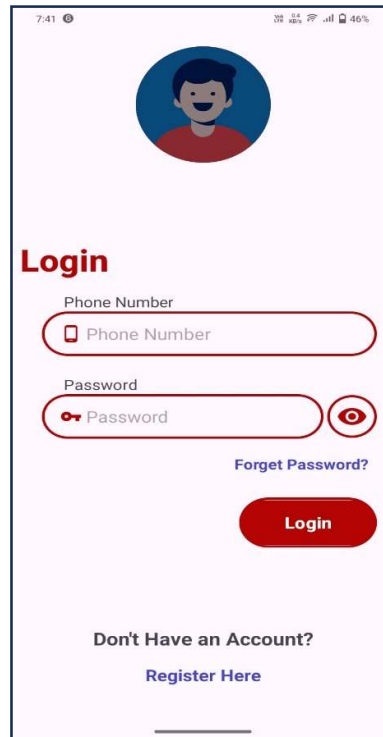 7:41 46%
Login
Phone Number
Phone Number
Password
Password
Forget Password?
Login
Don't Have an Account?
Register Here